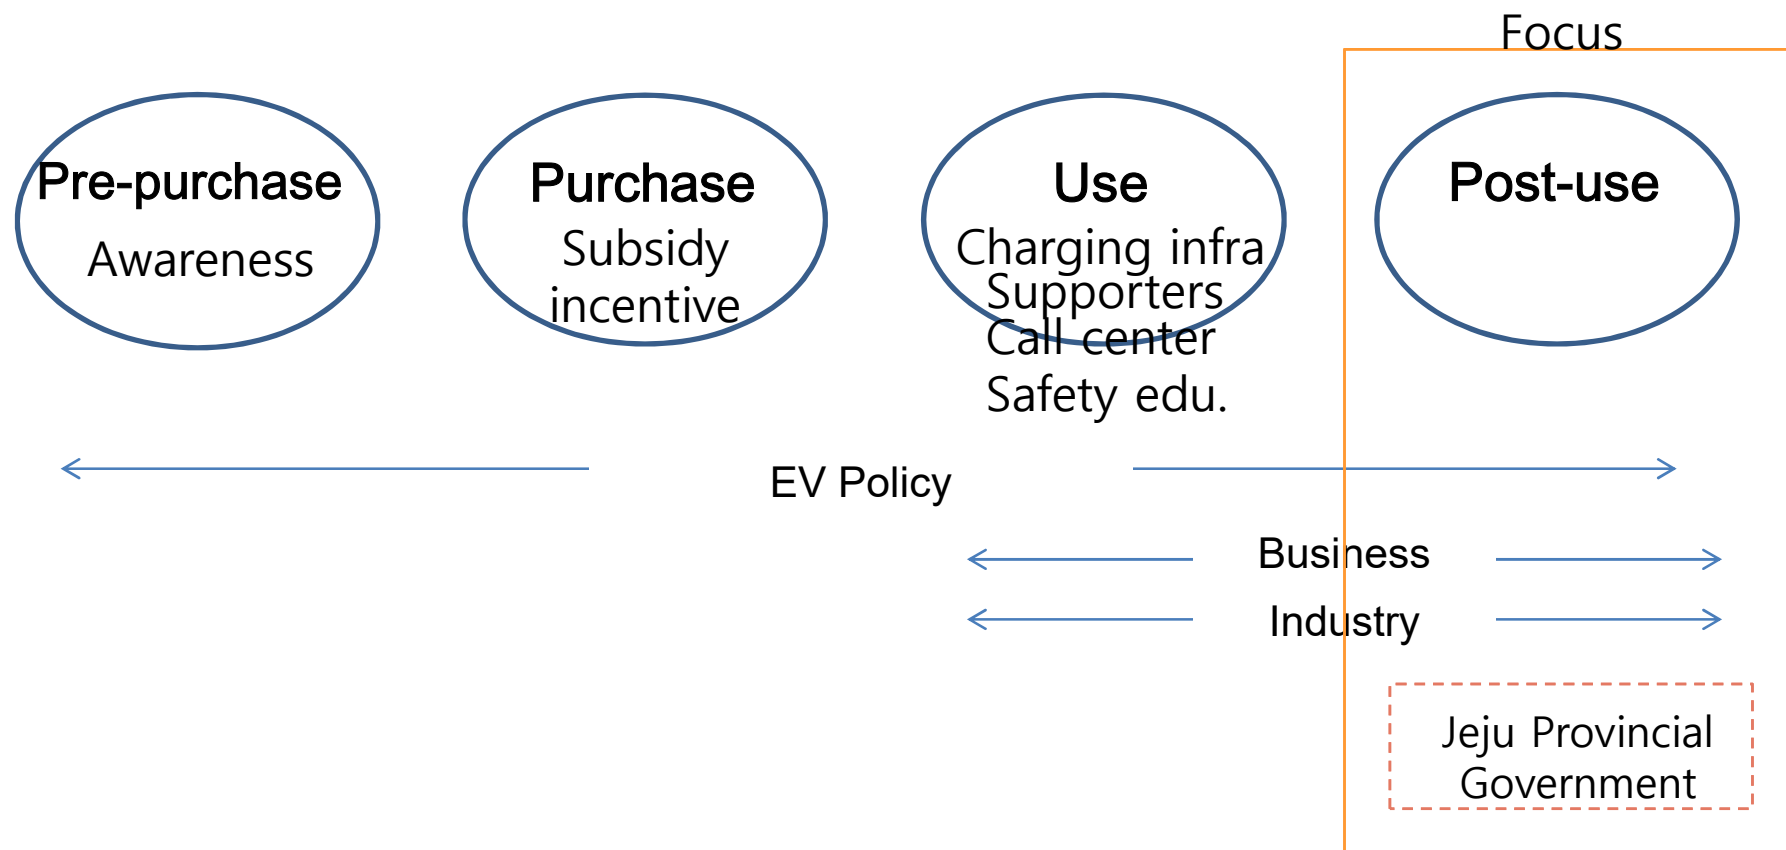 Focus
Pre-purchase
Awareness
Purchase
Subsidy
incentive
Use
Charging infra
Supporters
Call center
Safety edu.
Post-use
EV Policy
Business
Industry
Jeju Provincial
Government